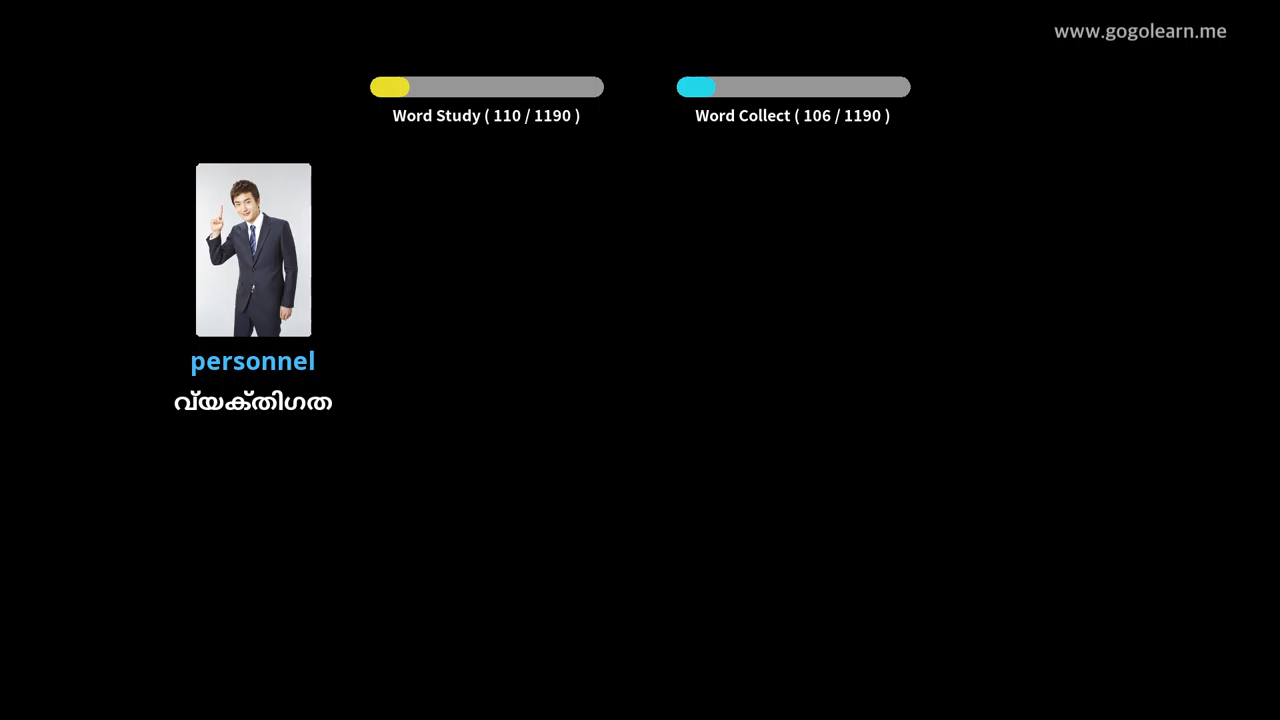 www.gogolearn.me
Word Study ( 110 / 1190 )
Word Collect ( 106 / 1190 )
personnel
വ്‌യക്‌തിഗത